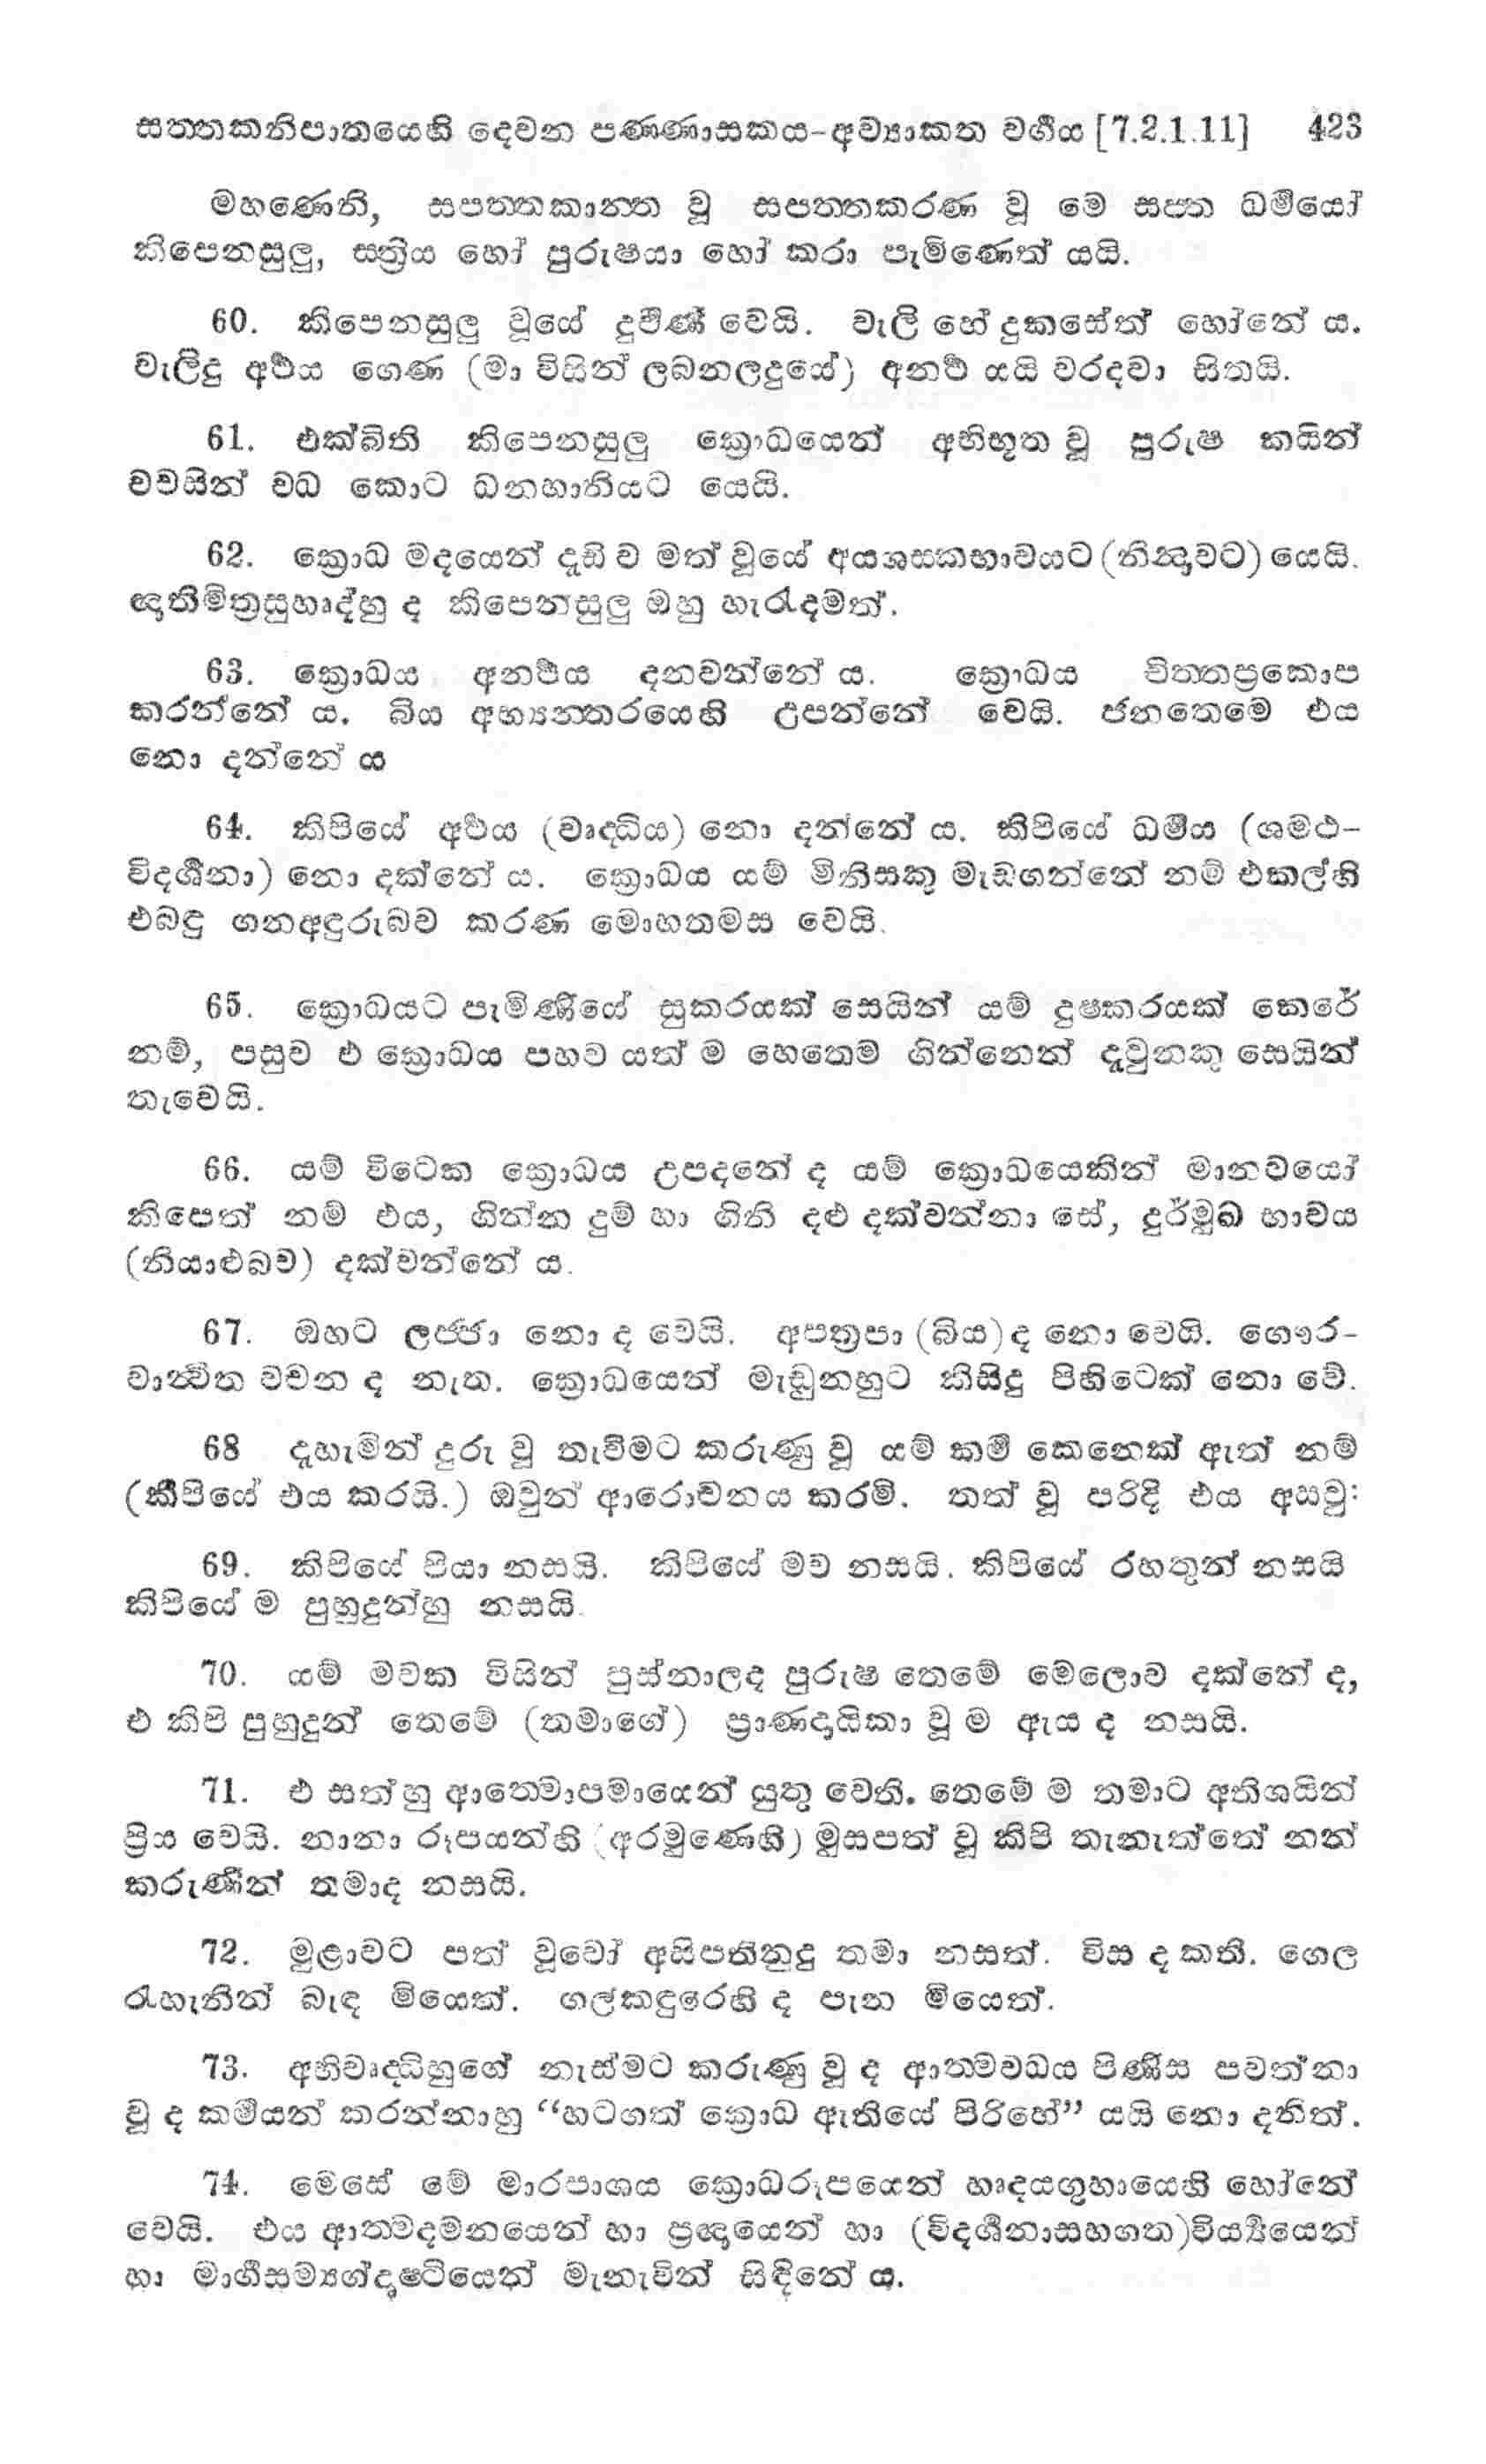 සත්තකනිපාතයෙහි දෙවන පණ්ණාසකය-අව්‍යාකත වර්‍ගය [7.2.1.11] 423
මහණෙනි, සපත්තකාන්ත වූ සපත්තකරණ වූ මෙ සප්ත ධර්‍මයෝ
කිපෙනසුලු, ස්ත්‍රිය හෝ පුරුෂයා හෝ කරා පැමිණෙත් යයි.
60. කිපෙනසුලු වූයේ දුර්‍වර්‍ණ වෙයි. වැලි හේ දුකසේත් හෝනේ ය.
වැලිදු අර්‍ථය ගෙණ (මා විසින් ලබනලදුයේ) අනර්‍ථ යයි වරදවා සිතයි.
61. එක්බිති කිපෙනසුලු ක්‍රොධයෙන් අභිභූත වූ පුරුෂ කයින්
වචසින් වධ කොට ධනහානියට යෙයි.
62. ක්‍රොධ මදයෙන් දැඩි ව මත් වූයේ අයශස්කභාවයට (නින්‍දාවට) යෙයි.
ඥාතිමිත්‍රසුහෘද්හු ද කිපෙනසුලු ඔහු හැරදමත්.
63. ක්‍රොධය අනර්‍ථය දනවන්නේ ය. ක්‍රොධය චිත්තප්‍රකොප
කරන්නේ ය. බිය අභ්‍යන්තරයෙහි උපන්නේ වෙයි. ජනතෙමෙ එය
නො දන්නේ ය
64. කිපියේ අර්‍ථය (වෘද්ධිය) නො දන්නේ ය. කිපියේ ධර්‍මය (ශමථ-
විදර්‍ශනා) නො දක්නේ ය. ක්‍රොධය යම් මිනිසකු මැඩගන්නේ නම් එකල්හි
එබඳු ගනඅඳුරුබව කරණ මොහතමස වෙයි.
65. ක්‍රොධයට පැමිණියේ සුකරයක් සෙයින් යම් දුෂ්කරයක් කෙරේ
නම්, පසුව එ ක්‍රොධය පහව යත් ම හෙතෙම ගින්නෙන් දැවුනකු සෙයින්
තැවෙයි.
66. යම් විටෙක ක්‍රොධය උපදනේ ද යම් ක්‍රොධයෙකින් මානවයෝ
කිපෙත් නම් එය, ගින්න දුම් හා ගිනි දළු දක්වන්නා සේ, දුර්මුඛ භාවය
(නියාළුබව) දක්වන්නේ ය.
67. ඔහට ලජ්ජා නො ද වෙයි. අපත්‍රපා (බිය) ද නො වෙයි. ගෞර-
වාන්‍විත වචන ද නැත. ක්‍රොධයෙන් මැඩුනහුට කිසිදු පිහිටෙක් නො වේ.
68 දැහැමින් දුරු වූ තැවීමට කරුණු වූ යම් කර්‍ම කෙනෙක් ඇත් නම්
(කිපියේ එය කරයි.) ඔවුන් ආරොචනය කරමි. තත් වූ පරිදි එය අසවු:
69. කිපියේ පියා නසයි. කිපියේ මව නසයි. කිපියේ රහතුන් නසයි
කිපියේ ම පුහුදුන්හු නසයි.
70. යම් මවක විසින් පුස්නාලද පුරුෂ තෙමේ මෙලොව දක්නේ ද,
එ කිපි පුහුදුන් තෙමේ (තමාගේ) ප්‍රාණදායිකා වූ ම ඇය ද නසයි.
71. එ සත්හු ආත්මොපමායෙන් යුතු වෙති. තෙමේ ම තමාට අතිශයින්
ප්‍රිය වෙයි. නානා රූපයන්හි (අරමුණෙහි) මුසපත් වූ කිපි තැනැත්තේ නන්
කරුණින් තමාද නසයි.
72. මුළාවට පත් වූවෝ අසිපතිනුදු තමා නසත්. විස ද කති. ගෙල
රැහැනින් බැඳ මියෙත්. ගල්කඳුරෙහි ද පැන මියෙත්.
73. අභිවෘද්ධිහුගේ නැස්මට කරුණු වූ ද ආත්මවධය පිණිස පවත්නා
වූ ද කර්‍මයන් කරන්නාහු “හටගත් ක්‍රොධ ඇතියේ පිරිහේ” යයි නො දනිත්.
74. මෙසේ මේ මාරපාශය ක්‍රොධරූපයෙන් හෘදයගුහායෙහි හෝනේ
වෙයි. එය ආත්මදමනයෙන් හා ප්‍රඥායෙන් හා (විදර්‍ශනාසහගත)වීර්‍ය්‍යයෙන්
හා මාර්‍ගසම්‍යග්දෘෂ්ටියෙන් මැනැවින් සිඳිනේ ය.